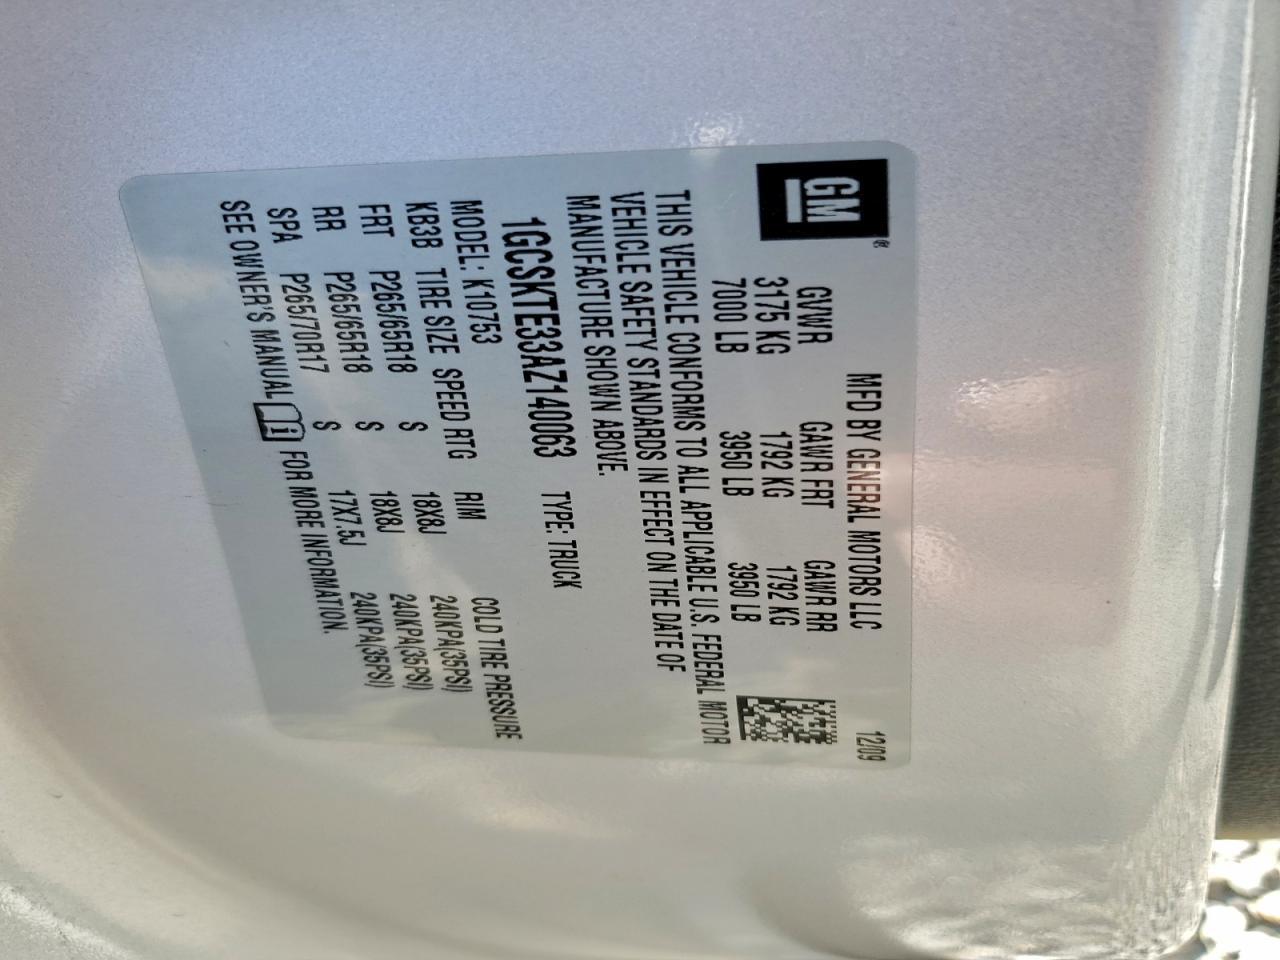 GM®
MFD BY GENERAL MOTORS LLC 12/09
GVWR GAWR FRT GAWR RR
3175 KG 1792 KG 1792 KG
7000 LB 3950 LB 3950 LB
THIS VEHICLE CONFORMS TO ALL APPLICABLE U.S. FEDERAL MOTOR
VEHICLE SAFETY STANDARDS IN EFFECT ON THE DATE OF
MANUFACTURE SHOWN ABOVE.
1GCSKTE33AZ140063 TYPE: TRUCK
MODEL: K10753
KB3B TIRE SIZE SPEED RTG RIM COLD TIRE PRESSURE
FRT P265/65R18 S 18X8J 240KPA(35PSI)
RR P265/65R18 S 18X8J 240KPA(35PSI)
SPA P265/70R17 S 17X7.5J 240KPA(35PSI)
SEE OWNER'S MANUAL i FOR MORE INFORMATION.